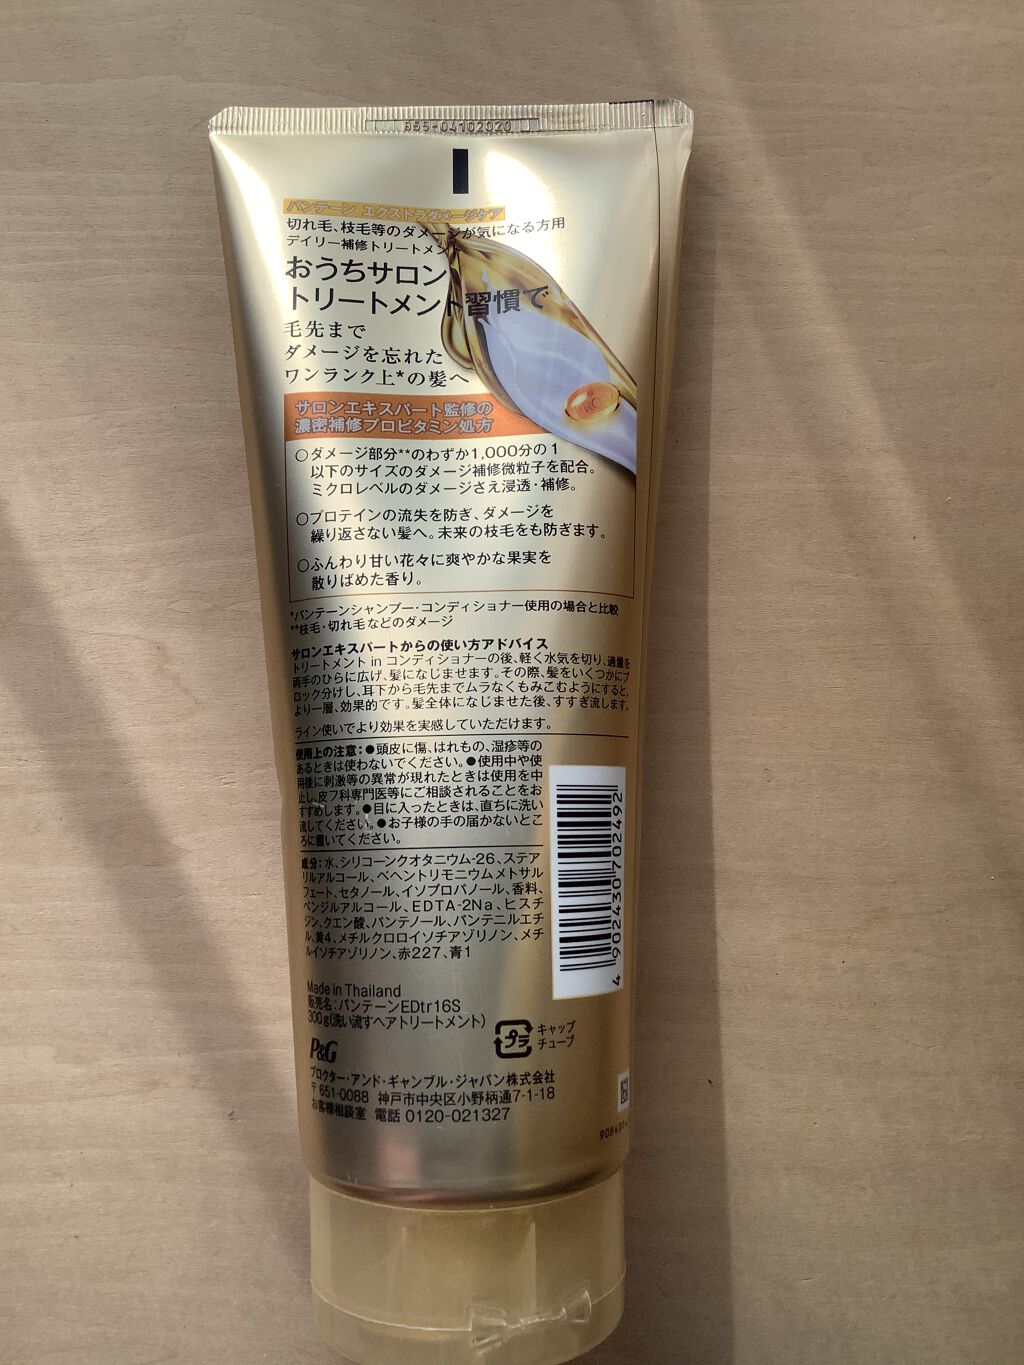 B55-04102020
パンテーン エクストラダメージケア
切れ毛、枝毛等のダメージが気になる方用
デイリー補修トリートメント
おうちサロン
トリートメント習慣で
毛先まで
ダメージを忘れた
ワンランク上*の髪へ
サロンエキスパート監修の
濃密補修プロビタミン処方
○ダメージ部分**のわずか1,000分の1
以下のサイズのダメージ補修微粒子を配合。
ミクロレベルのダメージさえ浸透・補修。
○プロテインの流失を防ぎ、ダメージを
繰り返さない髪へ。未来の枝毛をも防ぎます。
○ふんわり甘い花々に爽やかな果実を
散りばめた香り。
*パンテーンシャンプー・コンディショナー使用の場合と比較
**枝毛・切れ毛などのダメージ
サロンエキスパートからの使い方アドバイス
トリートメント in コンディショナーの後、軽く水気を切り、適量を
両手のひらに広げ、髪になじませます。その際、髪をいくつかにブ
ロック分けし、耳下から毛先までムラなくもみこむようにすると、
より一層、効果的です。髪全体になじませた後、すすぎ流します。
ライン使いでより効果を実感していただけます。
使用上の注意:●頭皮に傷、はれもの、湿疹等の
あるときは使わないでください。●使用中や使
用後に刺激等の異常が現れたときは使用を中
止し、皮フ科専門医等にご相談されることをお
すすめします。●目に入ったときは、直ちに洗い
流してください。●お子様の手の届かないとこ
ろに置いてください。
成分:水、シリコーンクオタニウム-26、ステア
リルアルコール、ベヘントリモニウムメトサル
フェート、セタノール、イソプロパノール、香料、
ベンジルアルコール、EDTA-2Na、ヒスチ
ジン、クエン酸、パンテノール、パンテニルエチ
ル、黄4、メチルクロロイソチアゾリノン、メチ
ルイソチアゾリノン、赤227、青1
4 902430 702492
Made in Thailand
販売名:パンテーンEDtr16S
300g(洗い流すヘアトリートメント)
プラ
キャップ
チューブ
P&G
プロクター・アンド・ギャンブル・ジャパン株式会社
〒651-0088 神戸市中央区小野柄通7-1-18
お客様相談室 電話 0120-021327